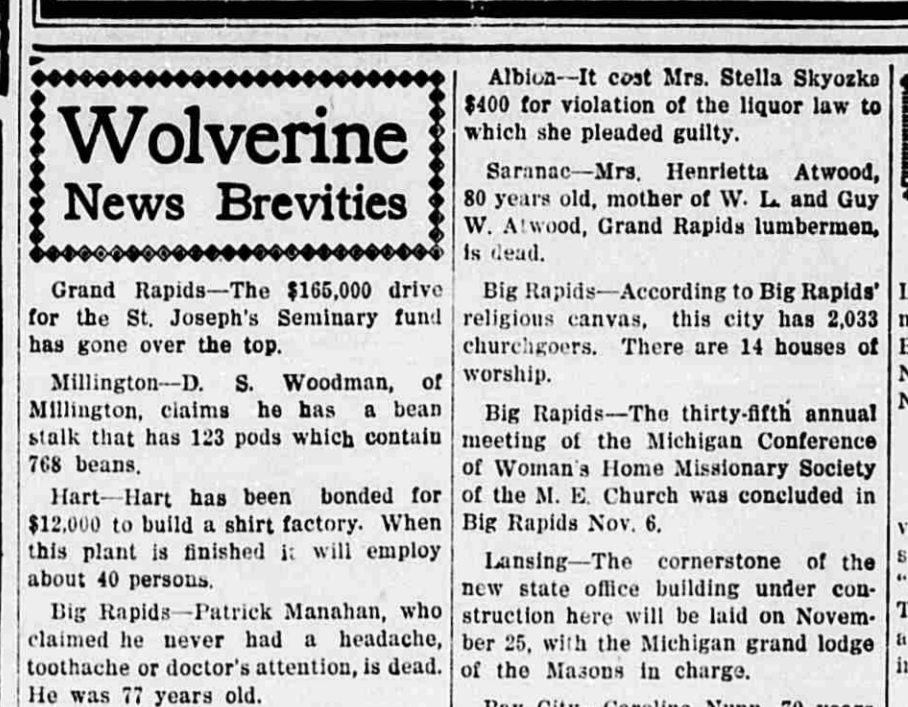 Wolverine
News Brevities
Grand Rapids—The $165,000 drive
for the St. Joseph's Seminary fund
has gone over the top.
Millington—D. S. Woodman, of
Millington, claims he has a bean
stalk that has 123 pods which contain
768 beans.
Hart—Hart has been bonded for
$12,000 to build a shirt factory. When
this plant is finished it will employ
about 40 persons.
Big Rapids—Patrick Manahan, who
claimed he never had a headache,
toothache or doctor's attention, is dead.
He was 77 years old.
Albion—It cost Mrs. Stella Skyozka
$400 for violation of the liquor law to
which she pleaded guilty.
Saranac—Mrs. Henrietta Atwood,
80 years old, mother of W. L. and Guy
W. Atwood, Grand Rapids lumbermen,
is dead.
Big Rapids—According to Big Rapids'
religious canvas, this city has 2,033
churchgoers. There are 14 houses of
worship.
Big Rapids—The thirty-fifth annual
meeting of the Michigan Conference
of Woman's Home Missionary Society
of the M. E. Church was concluded in
Big Rapids Nov. 6.
Lansing—The cornerstone of the
new state office building under con-
struction here will be laid on Novem-
ber 25, with the Michigan grand lodge
of the Masons in charge.
Bay City—Caroline Nunn, 70 years